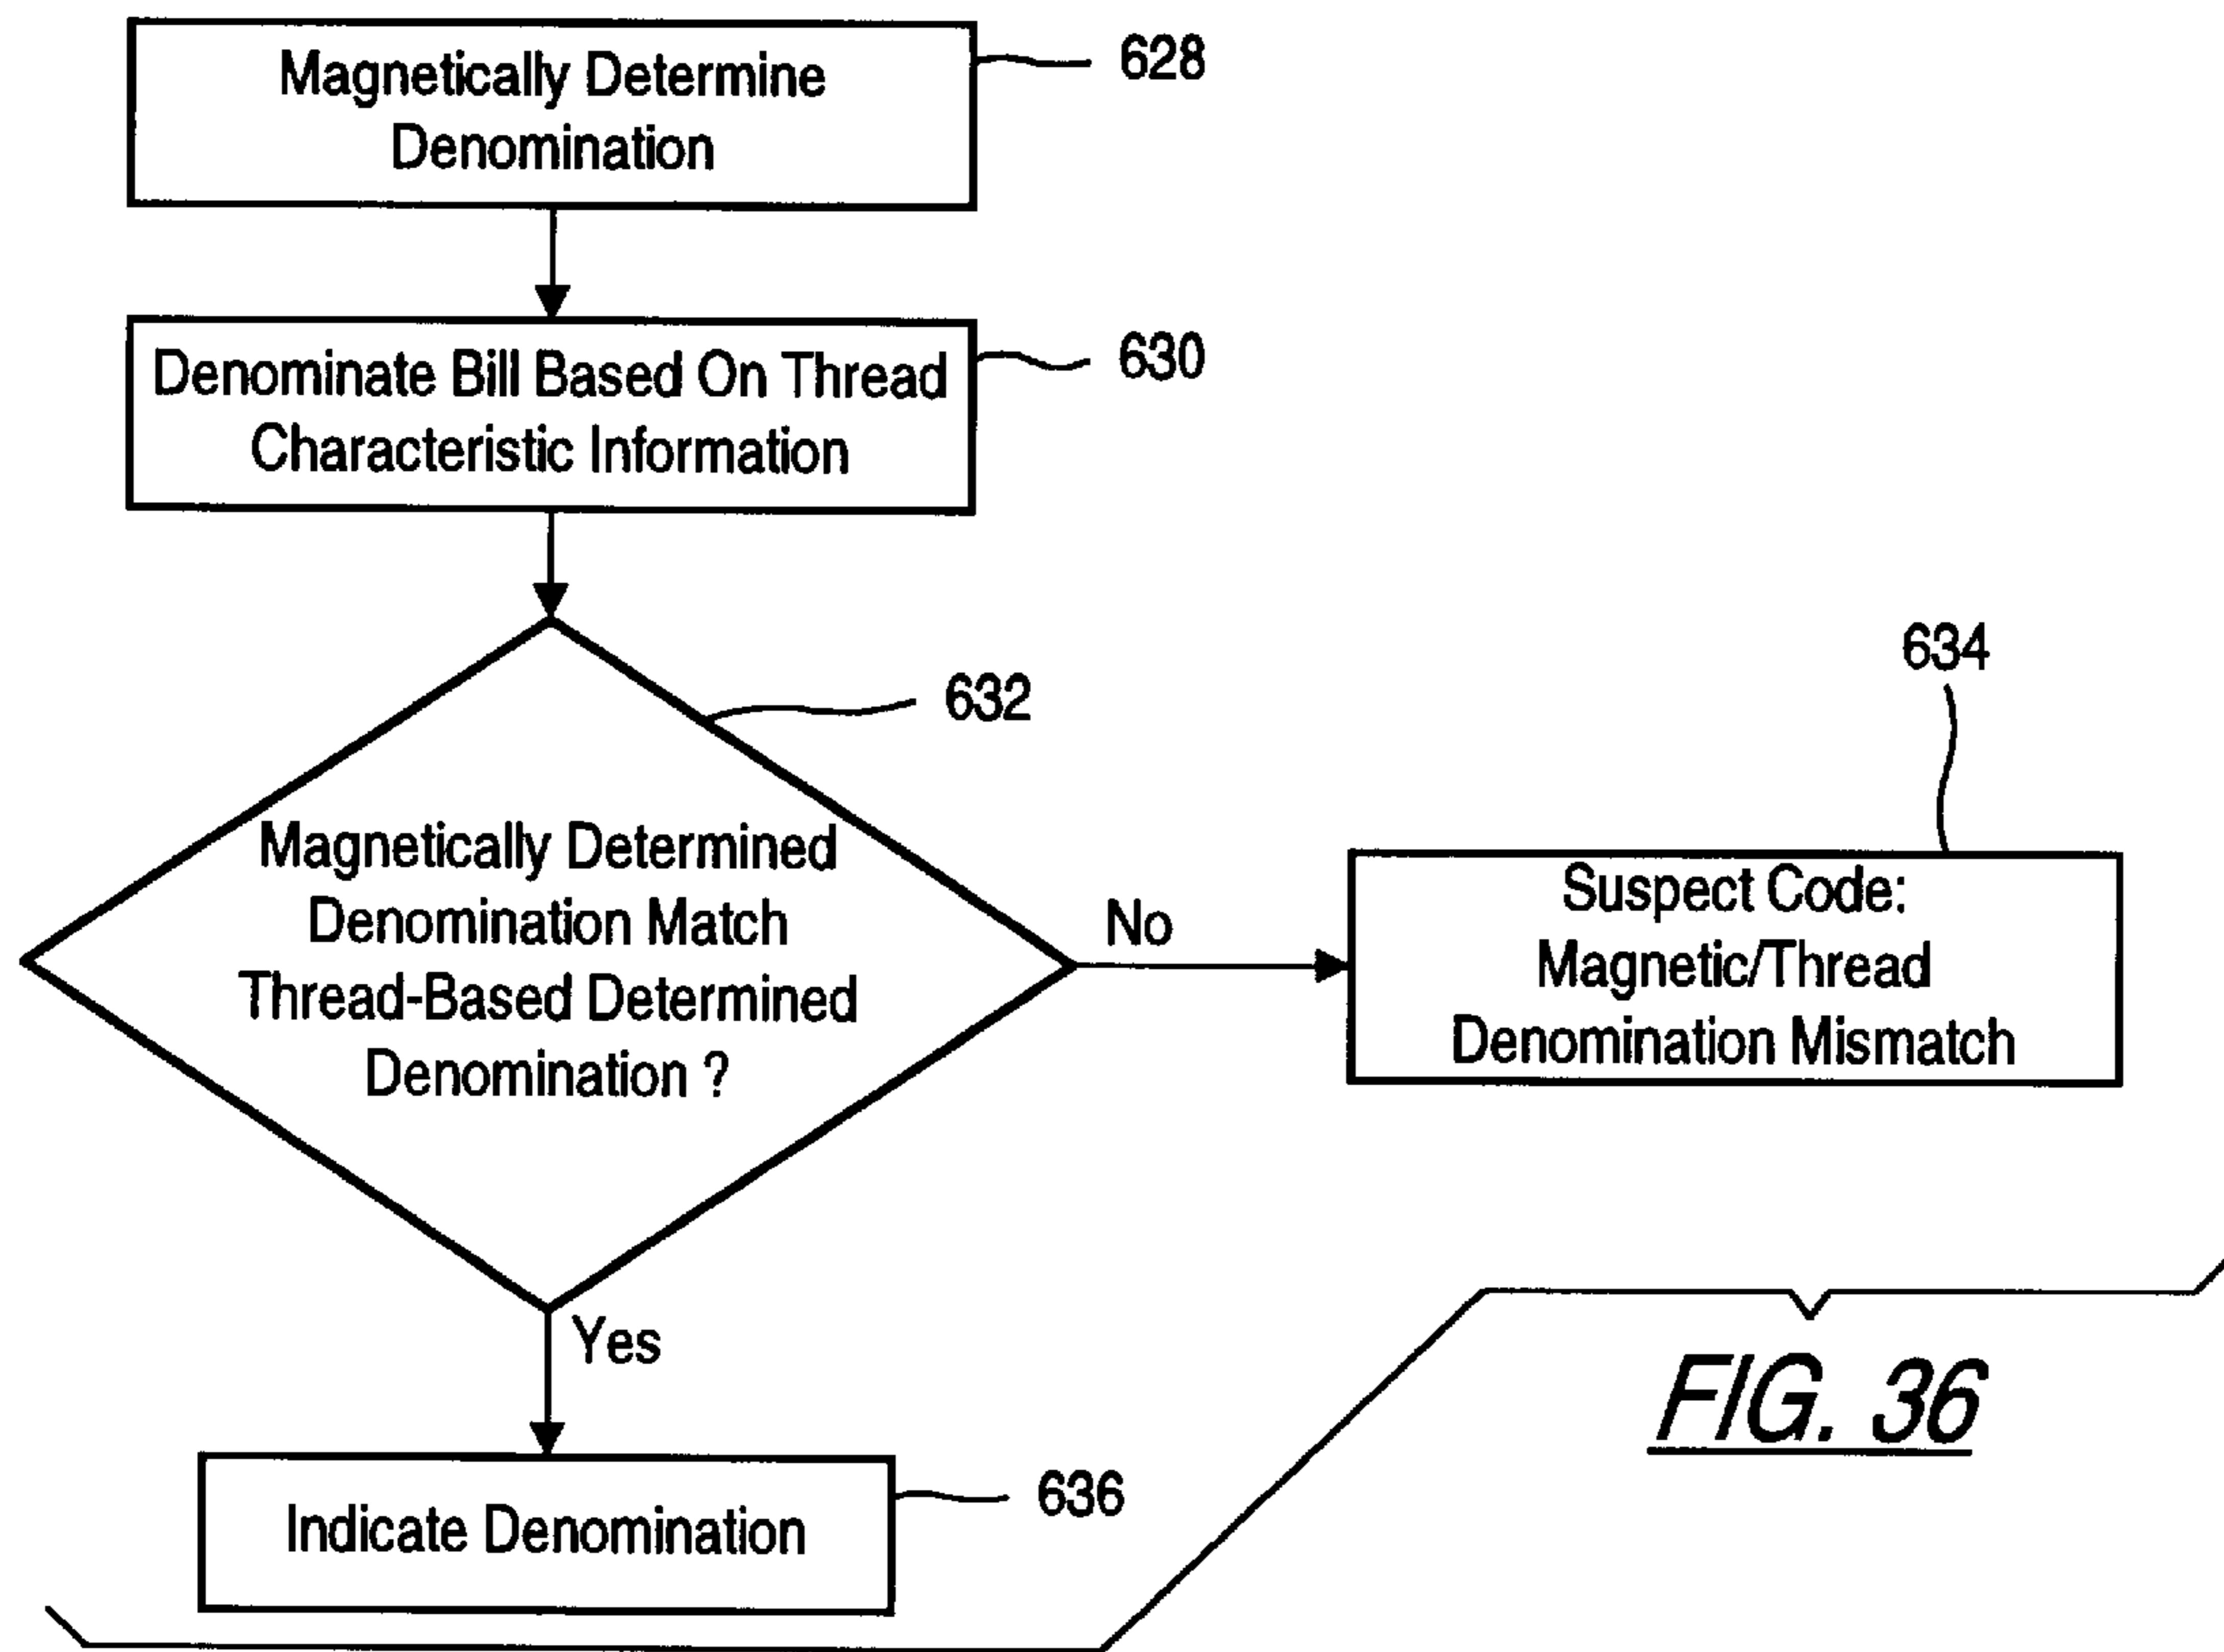 Magnetically Determine
Denomination
628
Denominate Bill Based On Thread
Characteristic Information
630
632
Magnetically Determined
Denomination Match
Thread-Based Determined
Denomination ?
No
634
Suspect Code:
Magnetic/Thread
Denomination Mismatch
Yes
Indicate Denomination
636
FIG. 36